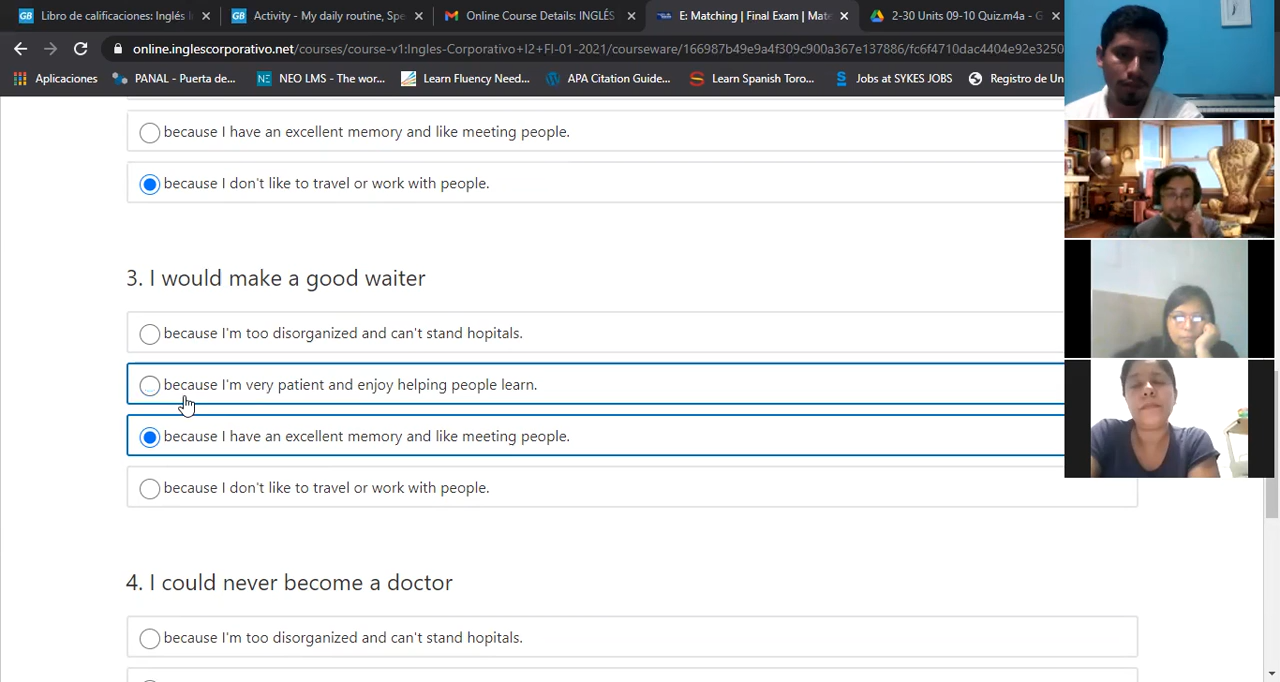 Libro de calificaciones: Inglés I
Activity - My daily routine, Spe
Online Course Details: INGLÉS
E: Matching | Final Exam | Mate
2-30 Units 09-10 Quiz.m4a - G
online.inglescorporativo.net/courses/course-v1:Ingles-Corporativo+I2+FI-01-2021/courseware/166987b49e9a4f309c900a367e137886/fc6f4710dac4404e92e3250
Aplicaciones
PANAL - Puerta de...
NEO LMS - The wor...
Learn Fluency Need...
APA Citation Guide...
Learn Spanish Toro...
Jobs at SYKES JOBS
Registro de Un
because I have an excellent memory and like meeting people.
because I don't like to travel or work with people.
3. I would make a good waiter
because I'm too disorganized and can't stand hopitals.
because I'm very patient and enjoy helping people learn.
because I have an excellent memory and like meeting people.
because I don't like to travel or work with people.
4. I could never become a doctor
because I'm too disorganized and can't stand hopitals.